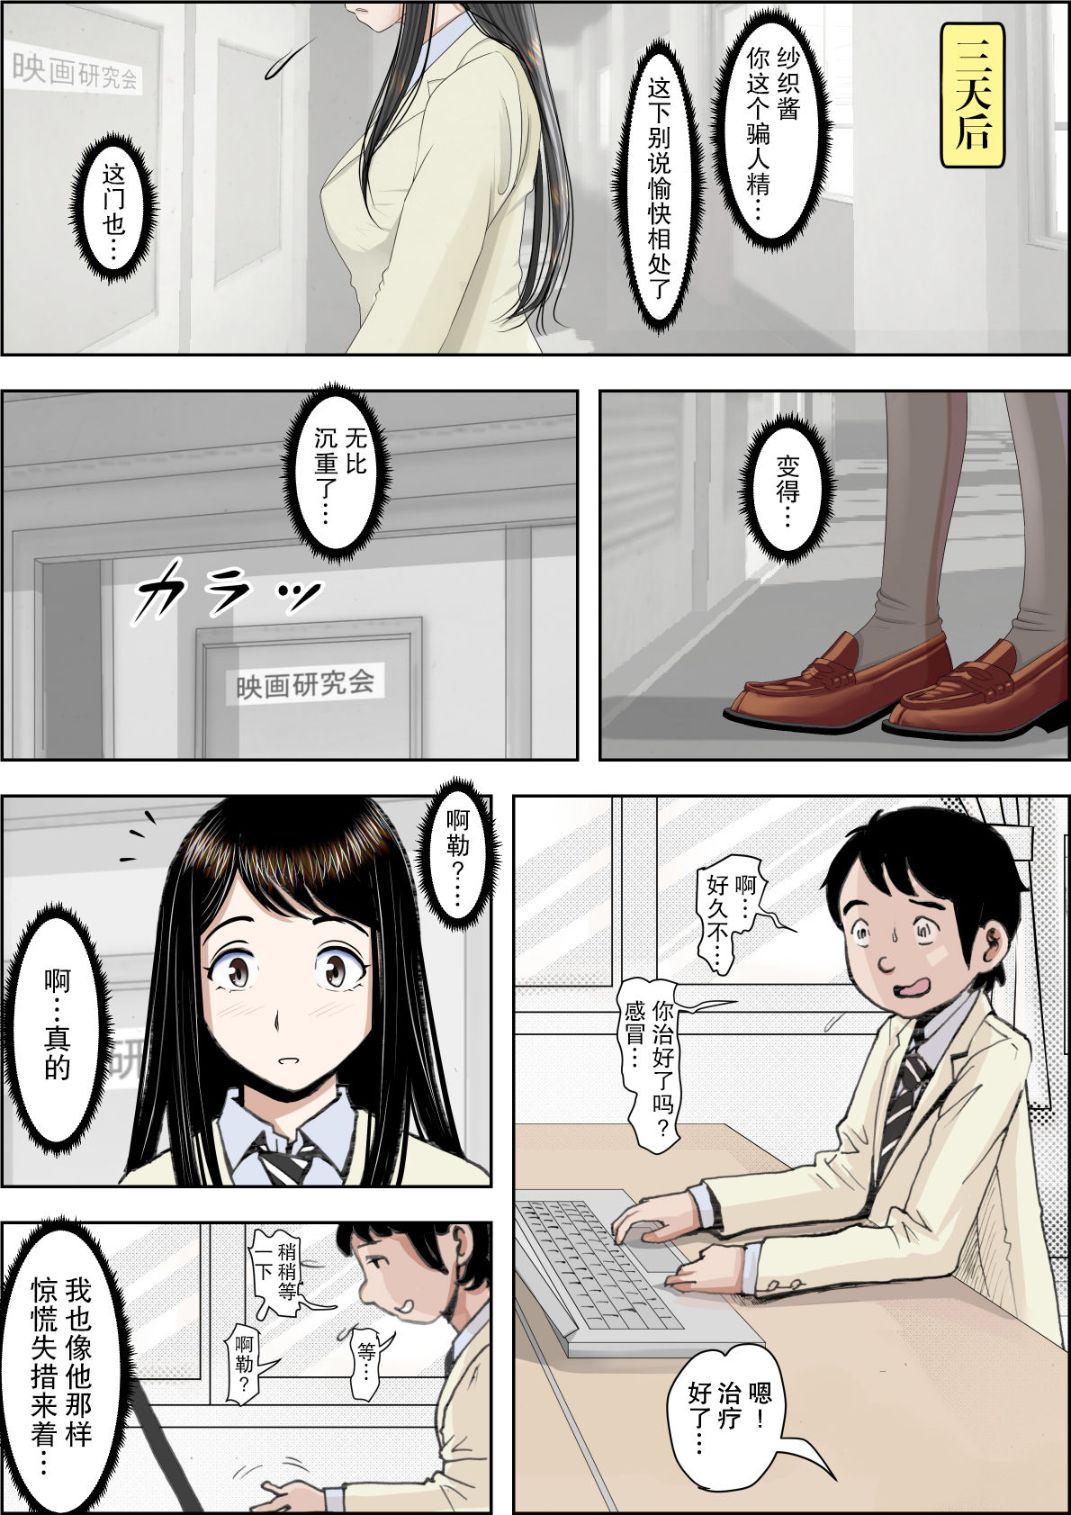 三天后
纱织酱
你这个骗人精…
这下别说愉快相处了
映画研究会
这门也…
变得…
无比
沉重了…
カラッ
映画研究会
啊…
好久不…
你治好了吗？
感冒…
嗯！
治疗
好了…
啊勒？…
啊…真的
研
稍稍等
一下
等…
啊勒？
我也像他那样
惊慌失措来着…